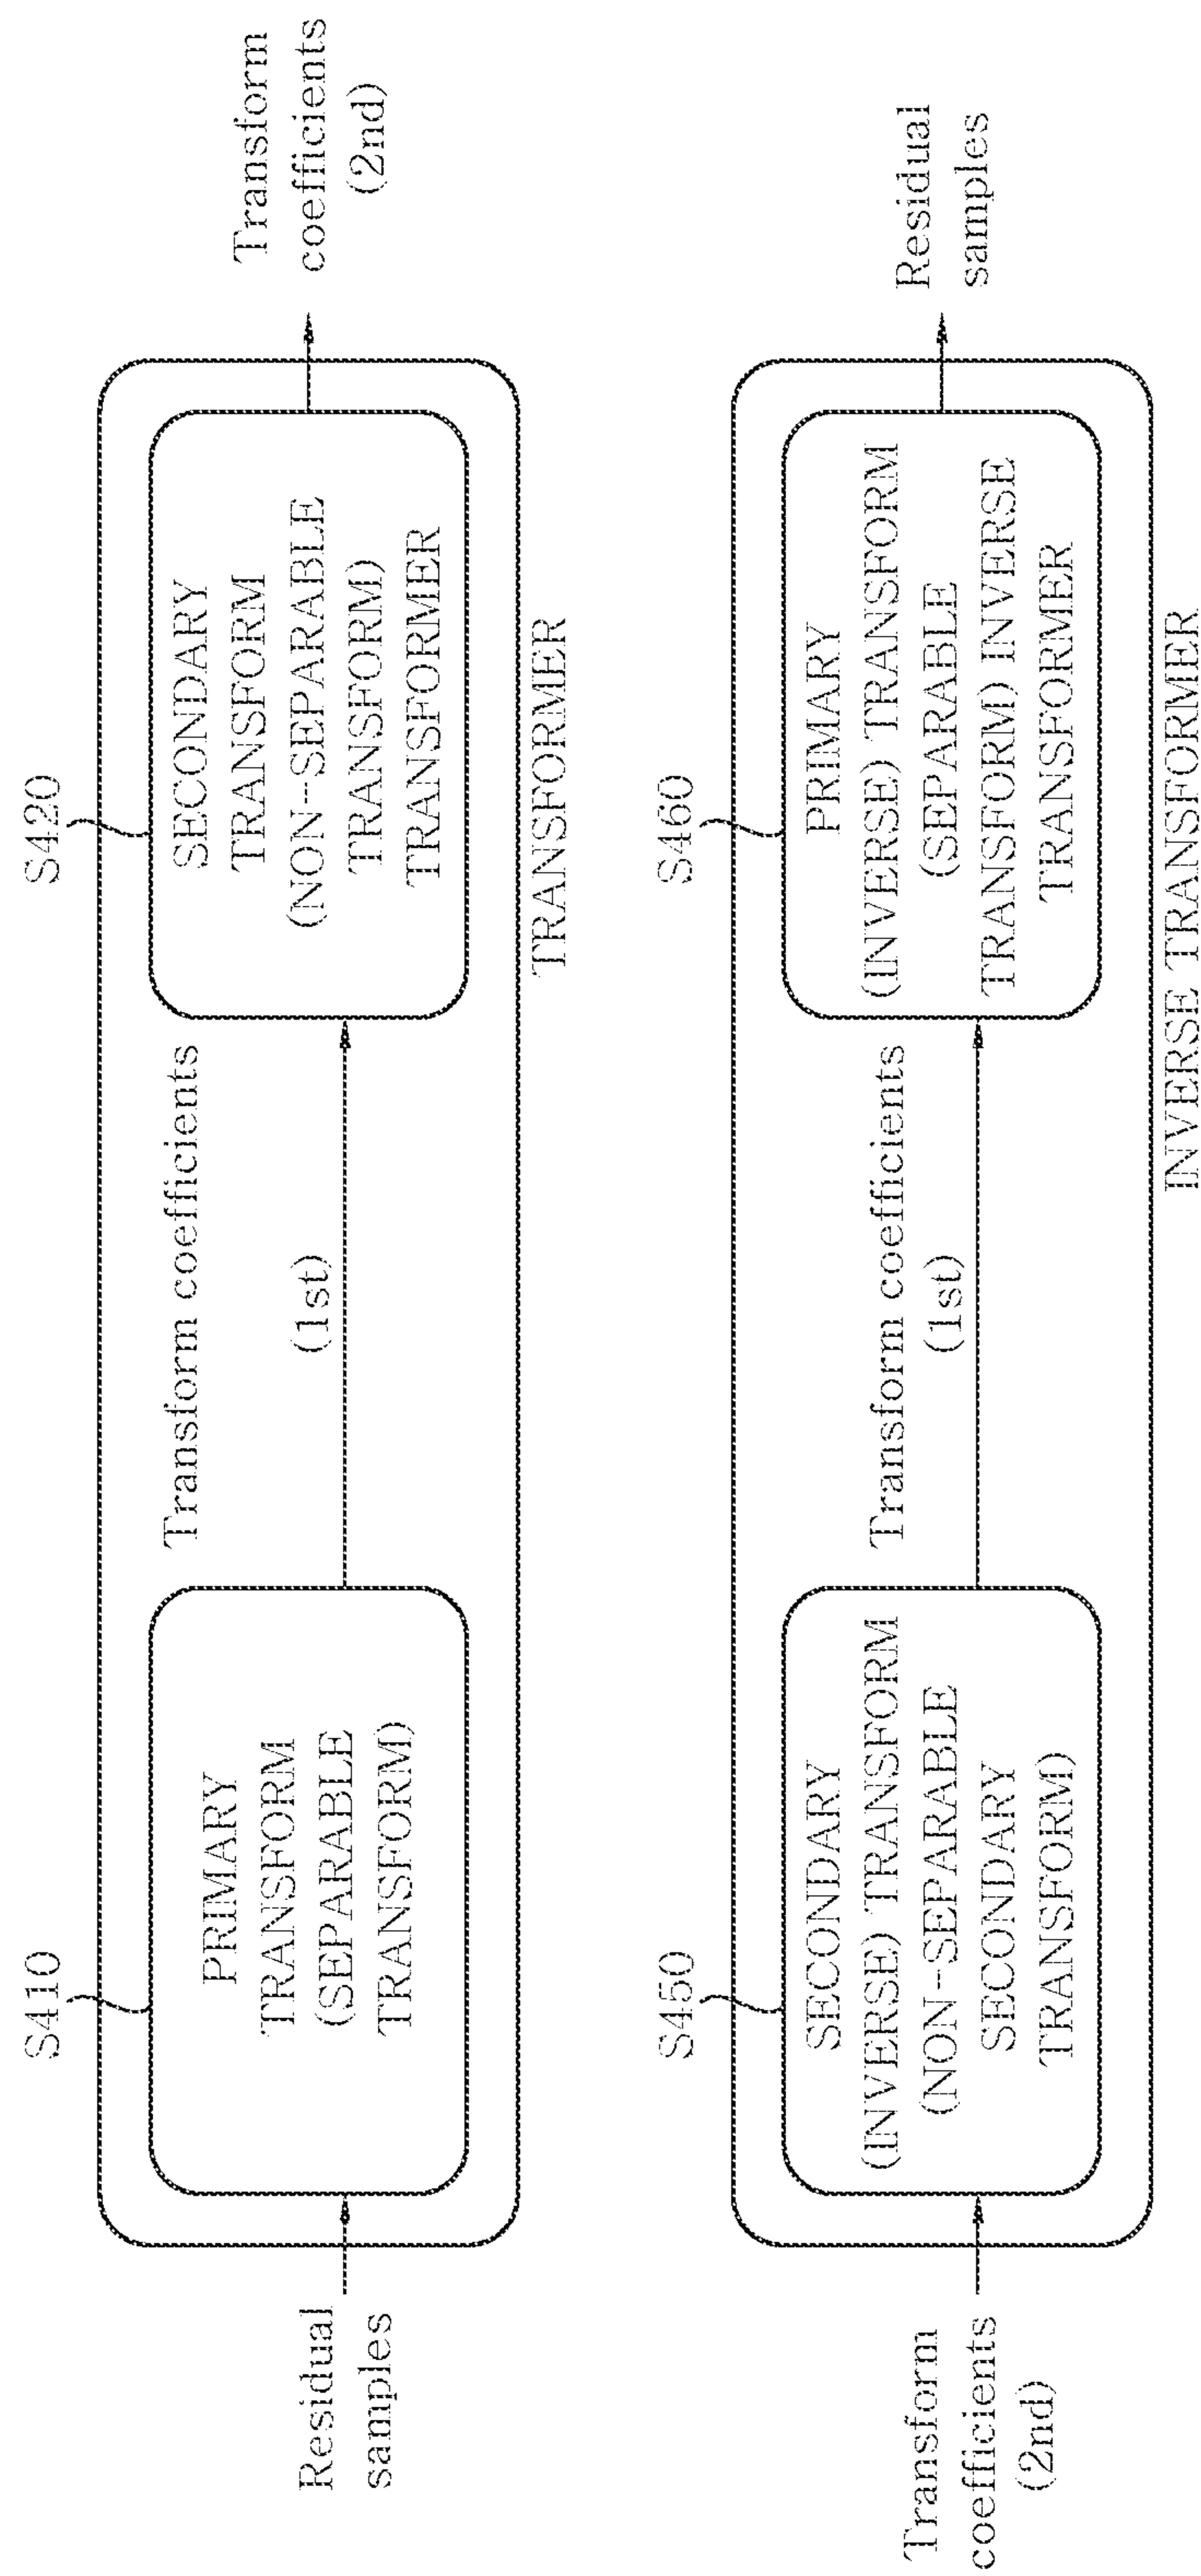 S410
S420
Residual
samples
PRIMARY
TRANSFORM
(SEPARABLE
TRANSFORM)
Transform coefficients
(1st)
SECONDARY
TRANSFORM
(NON-SEPARABLE
TRANSFORM)
TRANSFORMER
Transform
coefficients
(2nd)
TRANSFORMER
S450
S460
Transform
coefficients
(2nd)
SECONDARY
(INVERSE) TRANSFORM
(NON-SEPARABLE
SECONDARY
TRANSFORM)
Transform coefficients
(1st)
PRIMARY
(INVERSE) TRANSFORM
(SEPARABLE
TRANSFORM) INVERSE
TRANSFORMER
Residual
samples
INVERSE TRANSFORMER